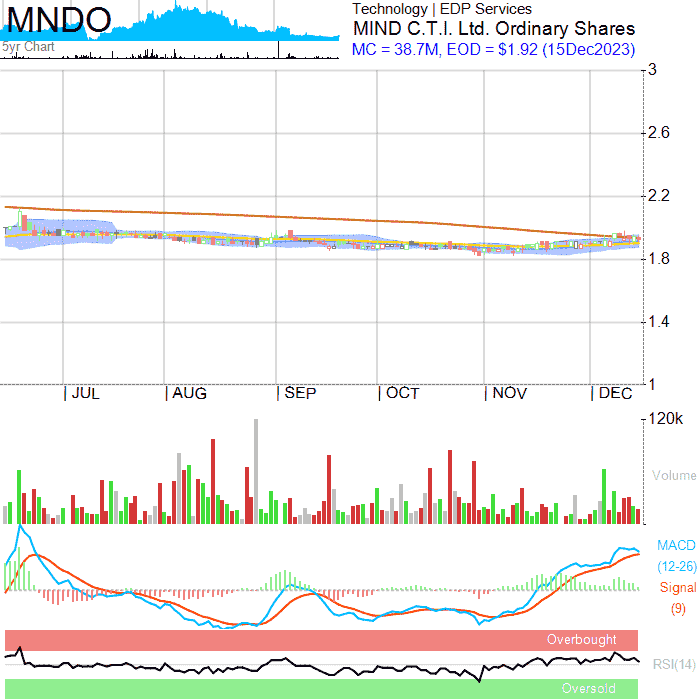 MNDO
5yr Chart
Technology | EDP Services
MIND C.T.I. Ltd. Ordinary Shares
MC = 38.7M, EOD = $1.92 (15Dec2023)
3
2.6
2.2
1.8
1.4
1
| JUL | AUG | SEP | OCT | NOV | DEC
120k
Volume
MACD
(12-26)
Signal
(9)
Overbought
RSI(14)
Oversold